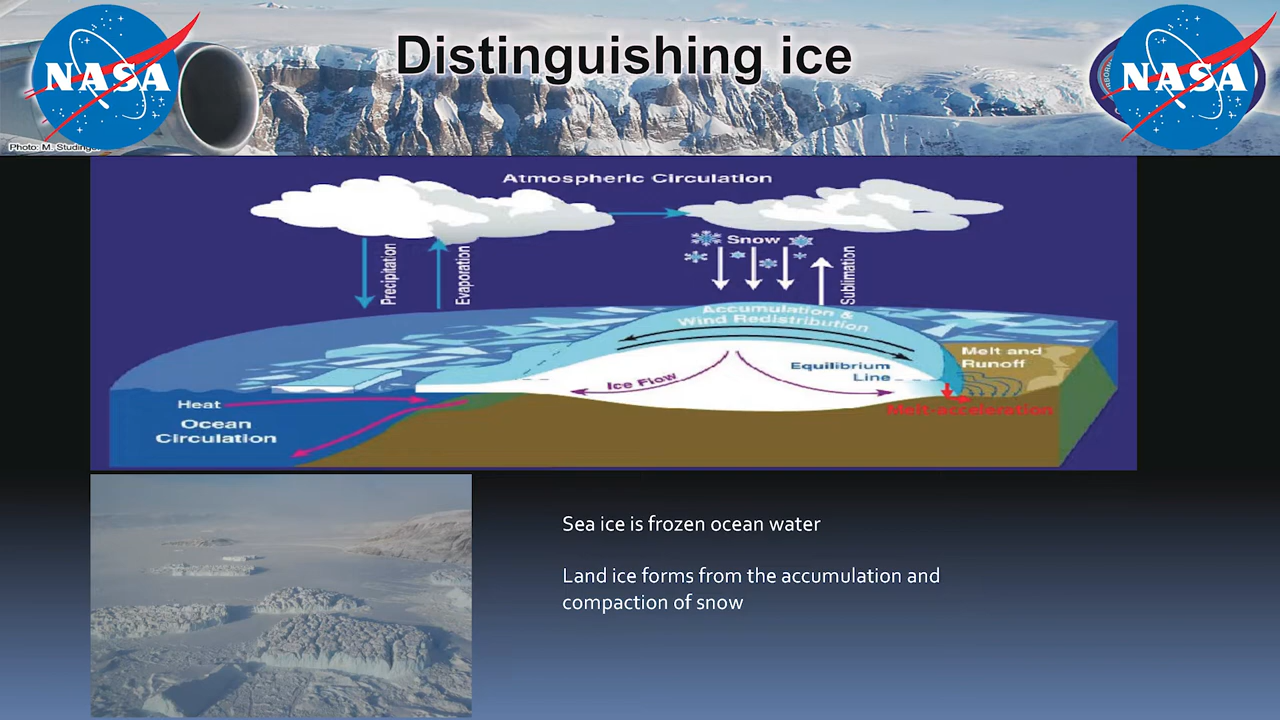 Distinguishing ice
NASA
NASA
Atmospheric Circulation
Precipitation
Evaporation
Snow
Sublimation
Accumulation &
Wind Redistribution
Melt and
Runoff
Equilibrium
Line
Ice Flow
Heat
Ocean
Circulation
Melt-acceleration
Sea ice is frozen ocean water
Land ice forms from the accumulation and
compaction of snow